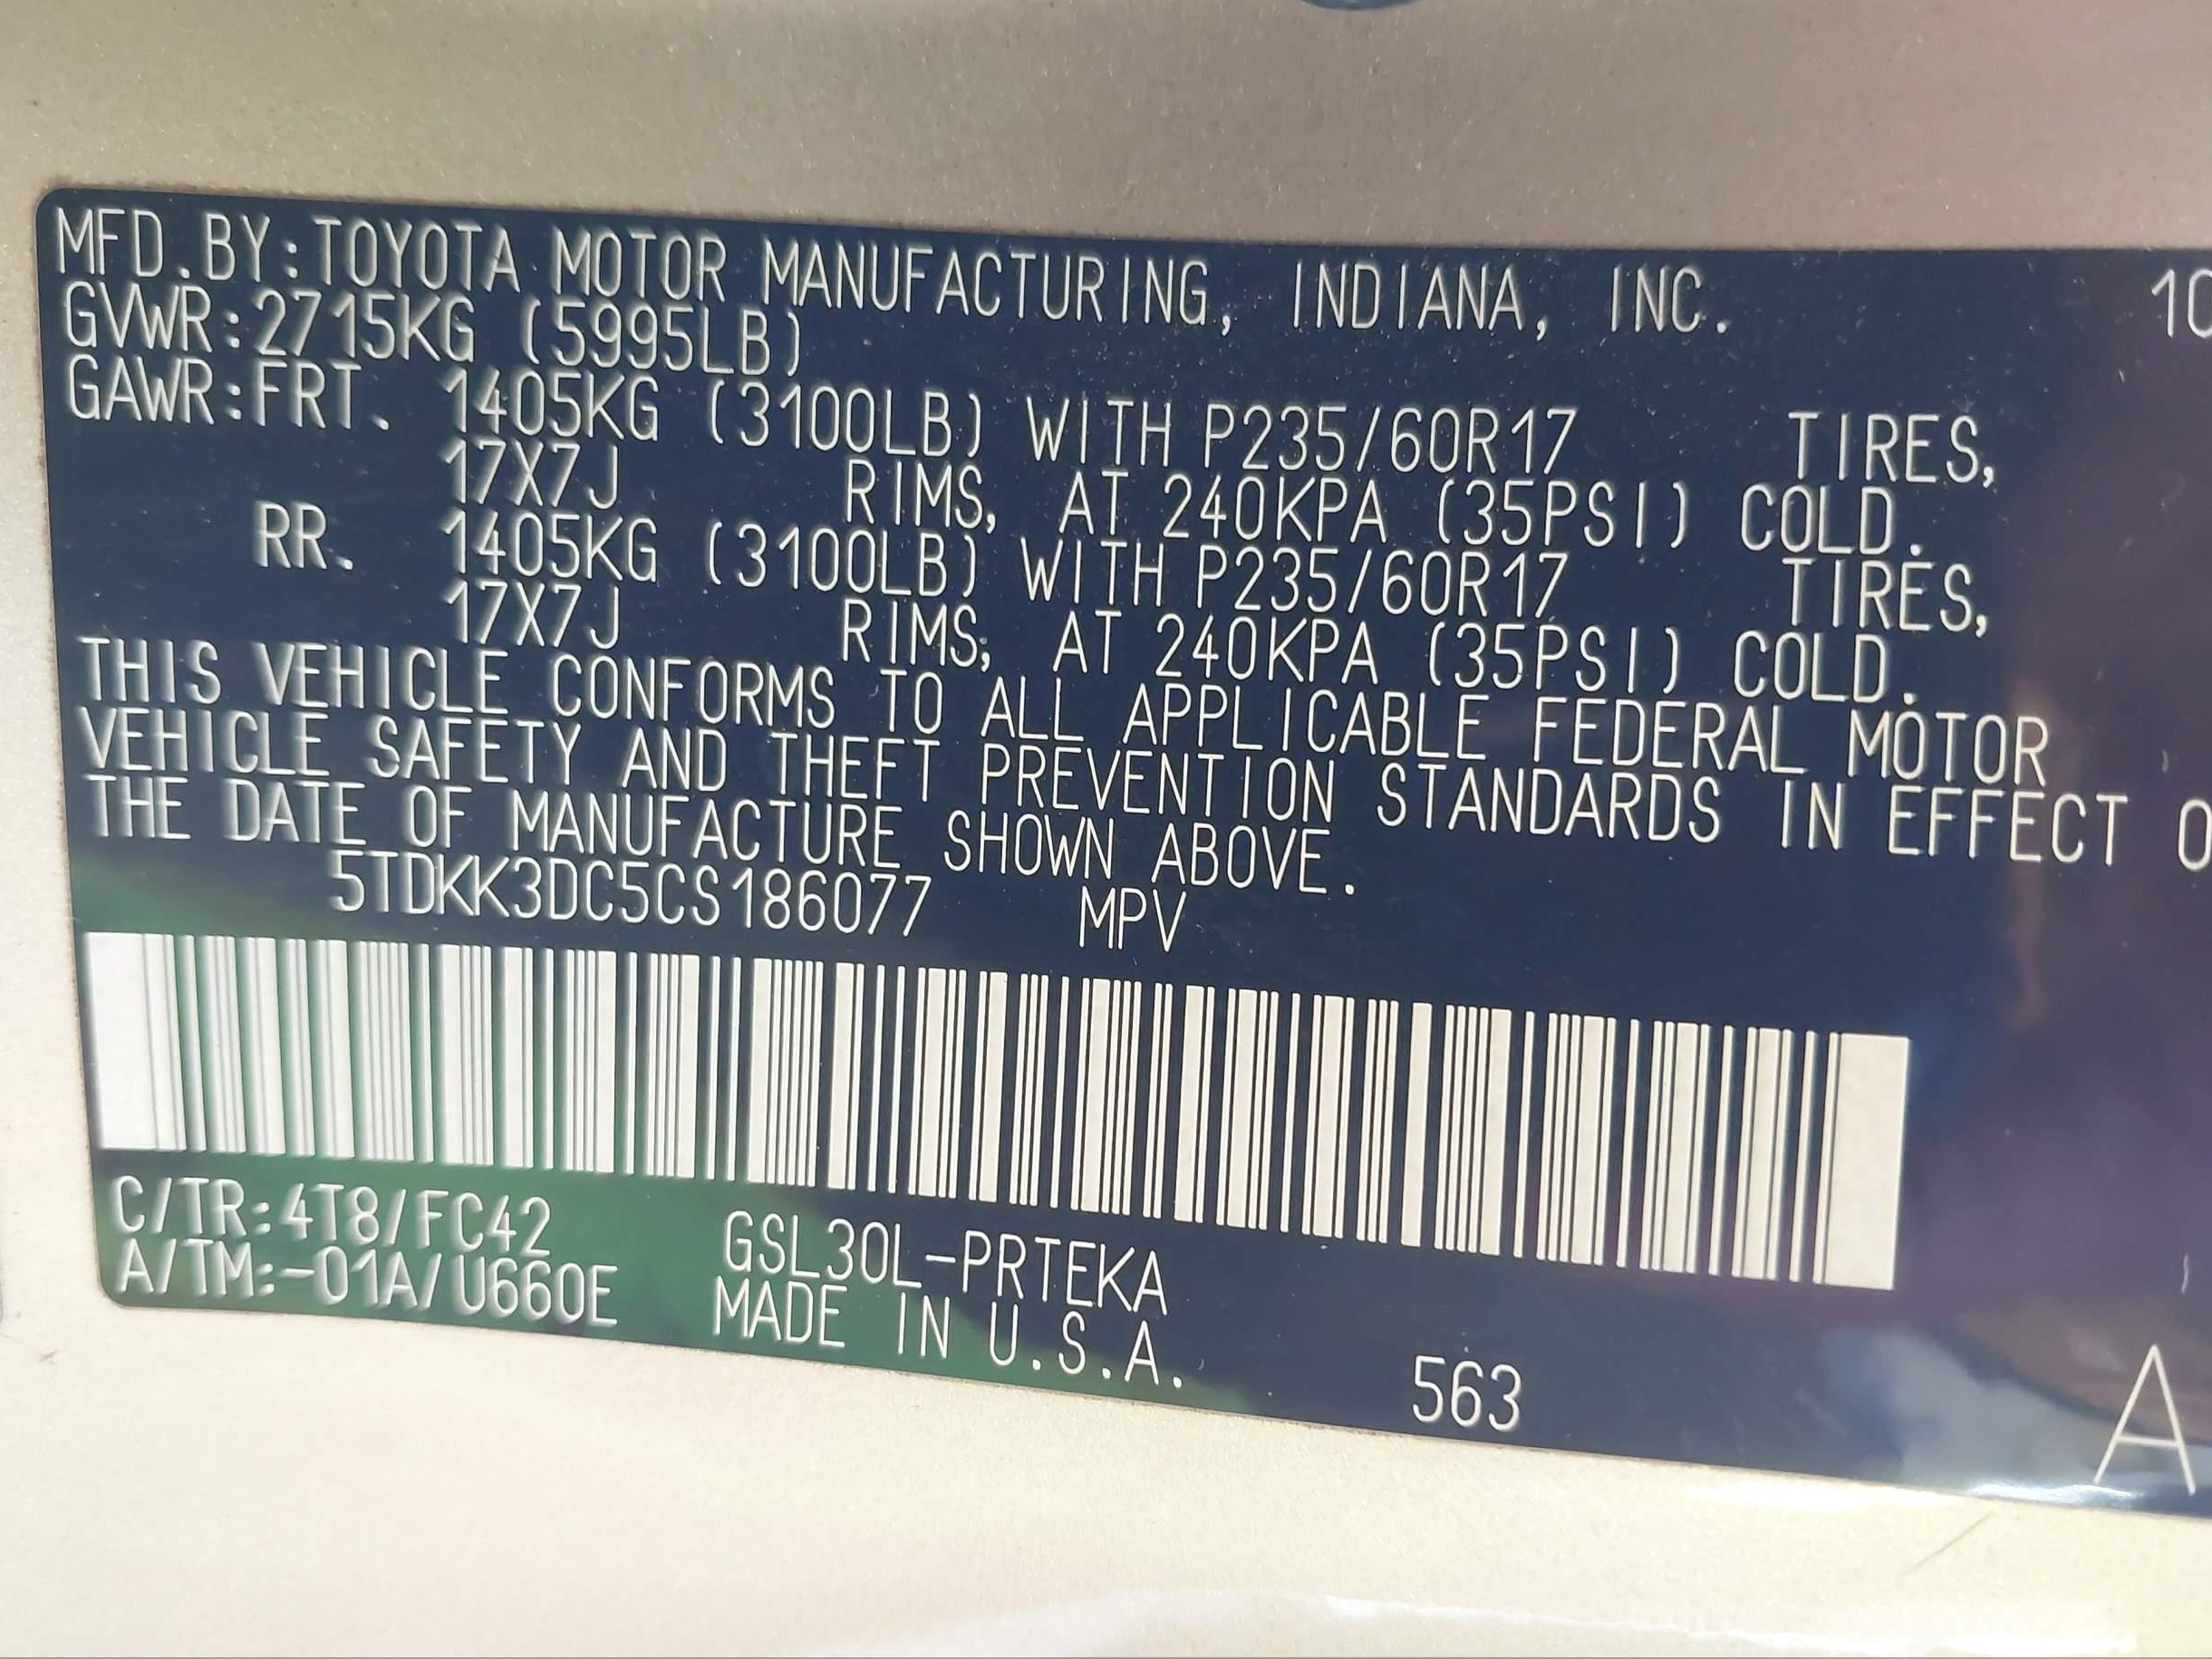 MFD.BY:TOYOTA MOTOR MANUFACTURING, INDIANA, INC. 10
GVWR:2715KG (5995LB)
GAWR:FRT. 1405KG (3100LB) WITH P235/60R17 TIRES,
17X7J RIMS, AT 240KPA (35PSI) COLD.
RR. 1405KG (3100LB) WITH P235/60R17 TIRES,
17X7J RIMS, AT 240KPA (35PSI) COLD.
THIS VEHICLE CONFORMS TO ALL APPLICABLE FEDERAL MOTOR
VEHICLE SAFETY AND THEFT PREVENTION STANDARDS IN EFFECT O
THE DATE OF MANUFACTURE SHOWN ABOVE.
5TDKK3DC5CS186077 MPV
C/TR:4T8/FC42 GSL30L-PRTEKA
A/TM:-01A/U660E MADE IN U.S.A. 563 A